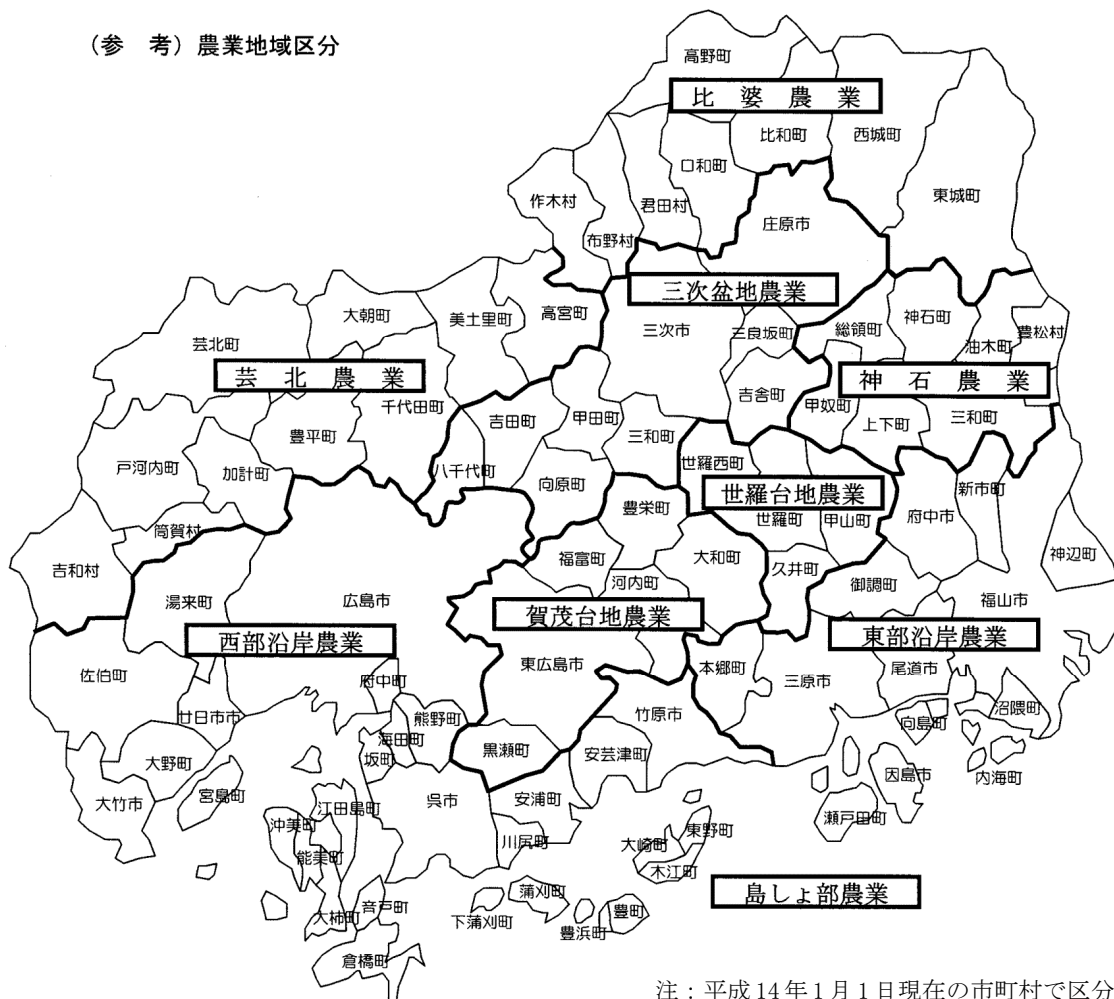 (参 考) 農業地域区分
高野町
比 婆 農 業
比和町
西城町
口和町
東城町
作木村
君田村
庄原市
布野村
三次盆地農業
大朝町
美土里町
高宮町
芸北町
三次市
三良坂町
総領町
神石町
油木町
豊松村
芸 北 農 業
神 石 農 業
千代田町
吉田町
甲田町
吉舎町
甲奴町
上下町
三和町
豊平町
三和町
戸河内町
加計町
八千代町
向原町
世羅西町
世羅台地農業
新市町
豊栄町
世羅町
甲山町
府中市
筒賀村
吉和村
福富町
大和町
神辺町
久井町
河内町
御調町
湯来町
広島市
福山市
賀茂台地農業
西部沿岸農業
東部沿岸農業
東広島市
佐伯町
本郷町
三原市
尾道市
府中町
廿日市市
熊野町
竹原市
沼隈町
向島町
海田町
黒瀬町
安芸津町
坂町
大野町
内海町
因島市
大竹市
宮島町
江田島町
呉市
安浦町
沖美町
瀬戸田町
東野町
川尻町
大崎町
能美町
木江町
蒲刈町
島しょ部農業
大柿町
音戸町
下蒲刈町
豊町
豊浜町
倉橋町
注:平成14年1月1日現在の市町村で区分